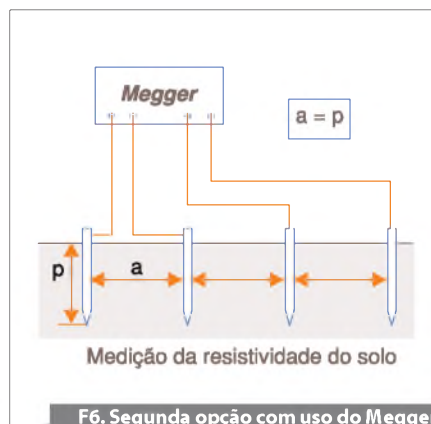 Megger
a = p
p
a
Medição da resistividade do solo
F6. Segunda opção com uso do Megge